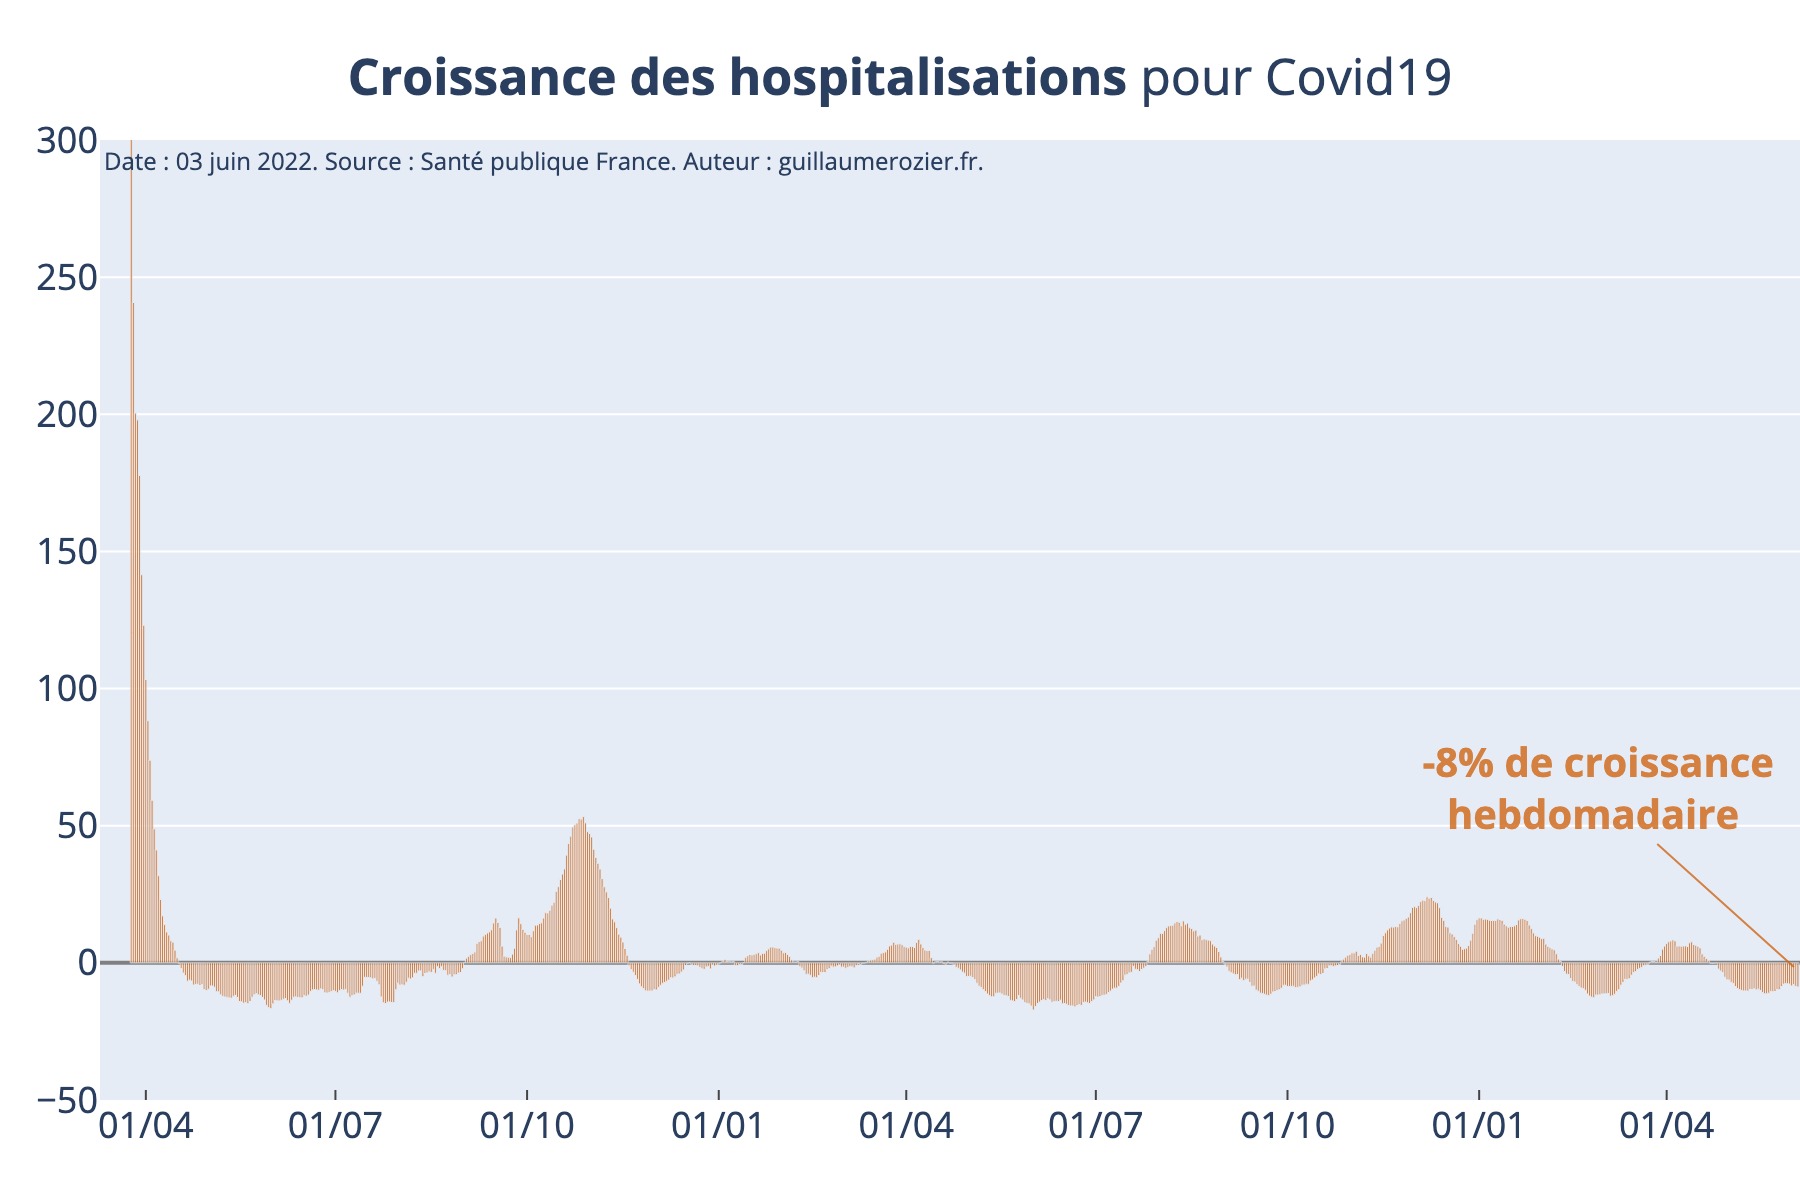 Croissance des hospitalisations pour Covid19
300
Date : 03 juin 2022. Source : Santé publique France. Auteur : guillaumerozier.fr.
250
200
150
100
-8% de croissance
hebdomadaire
50
0
−50
01/04 01/07 01/10 01/01 01/04 01/07 01/10 01/01 01/04